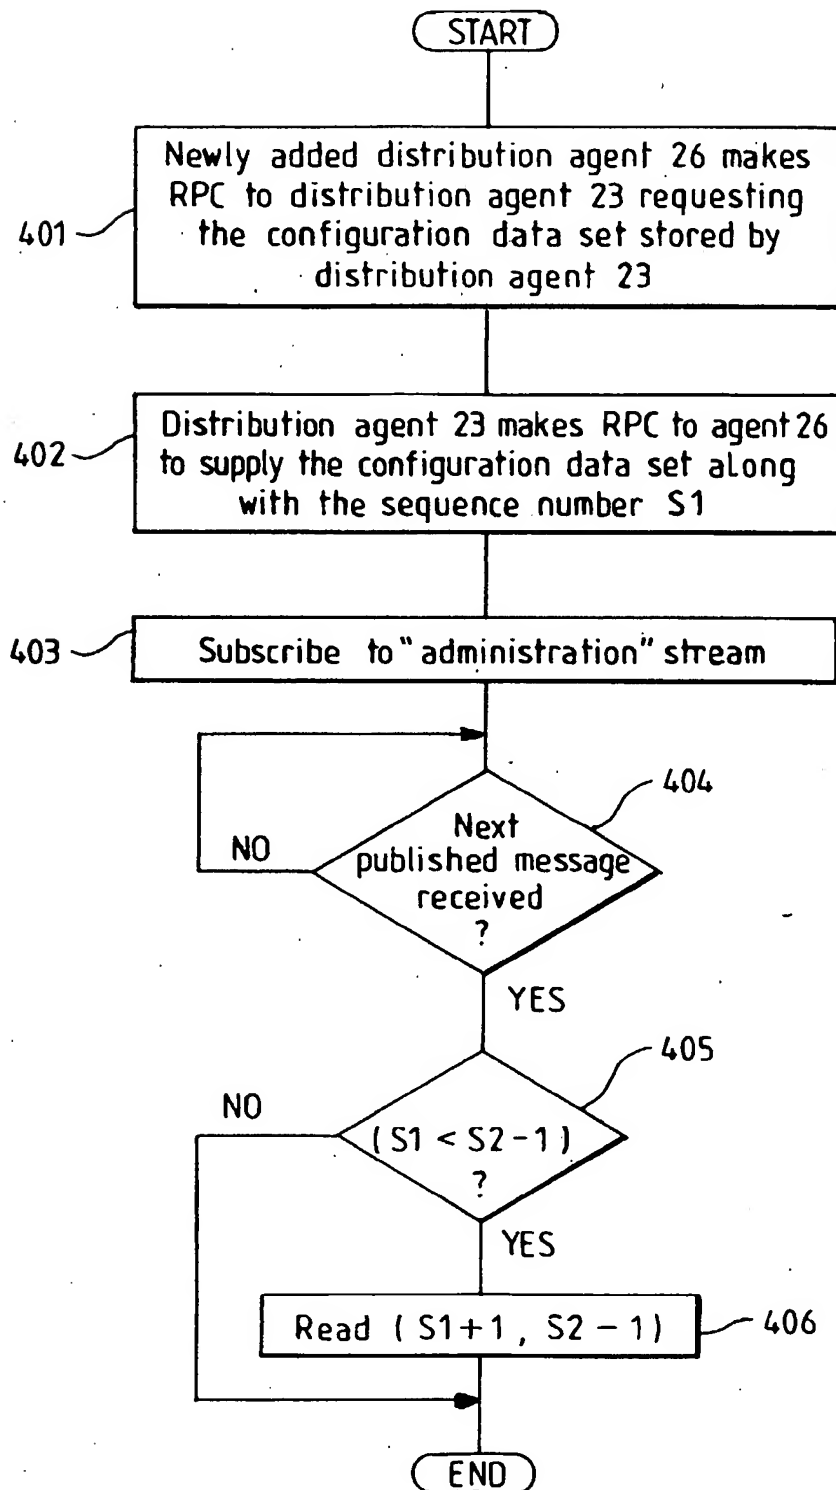 START
Newly added distribution agent 26 makes
RPC to distribution agent 23 requesting
the configuration data set stored by
distribution agent 23
401
Distribution agent 23 makes RPC to agent 26
to supply the configuration data set along
with the sequence number S1
402
Subscribe to "administration" stream
403
404
Next
published message
received
?
NO
YES
405
(S1 < S2-1)
?
NO
YES
Read (S1+1, S2-1)
406
END